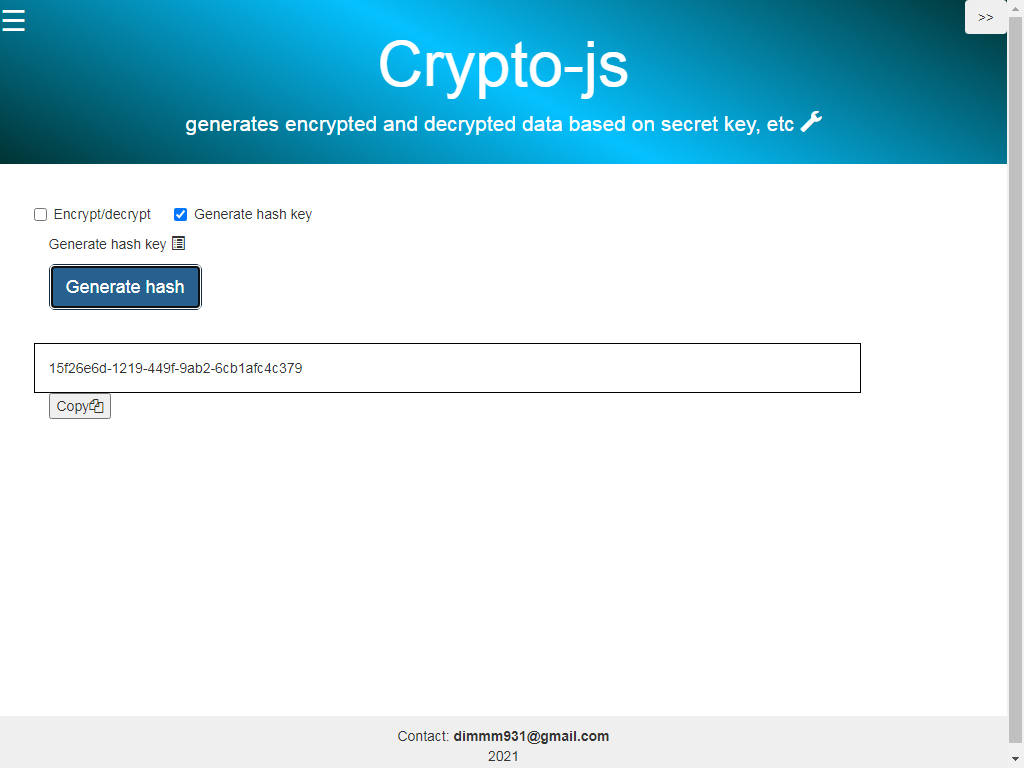 ☰
>>
Crypto-js
generates encrypted and decrypted data based on secret key, etc
Encrypt/decrypt Generate hash key
Generate hash key
Generate hash
15f26e6d-1219-449f-9ab2-6cb1afc4c379
Copy
Contact: dimmm931@gmail.com
2021